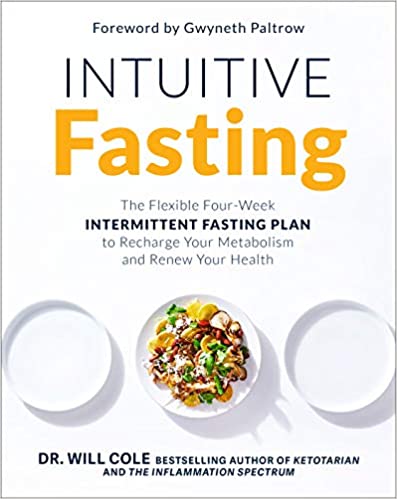 Foreword by Gwyneth Paltrow
INTUITIVE
Fasting
The Flexible Four-Week
INTERMITTENT FASTING PLAN
to Recharge Your Metabolism
and Renew Your Health
DR. WILL COLE BESTSELLING AUTHOR OF KETOTARIAN
AND THE INFLAMMATION SPECTRUM